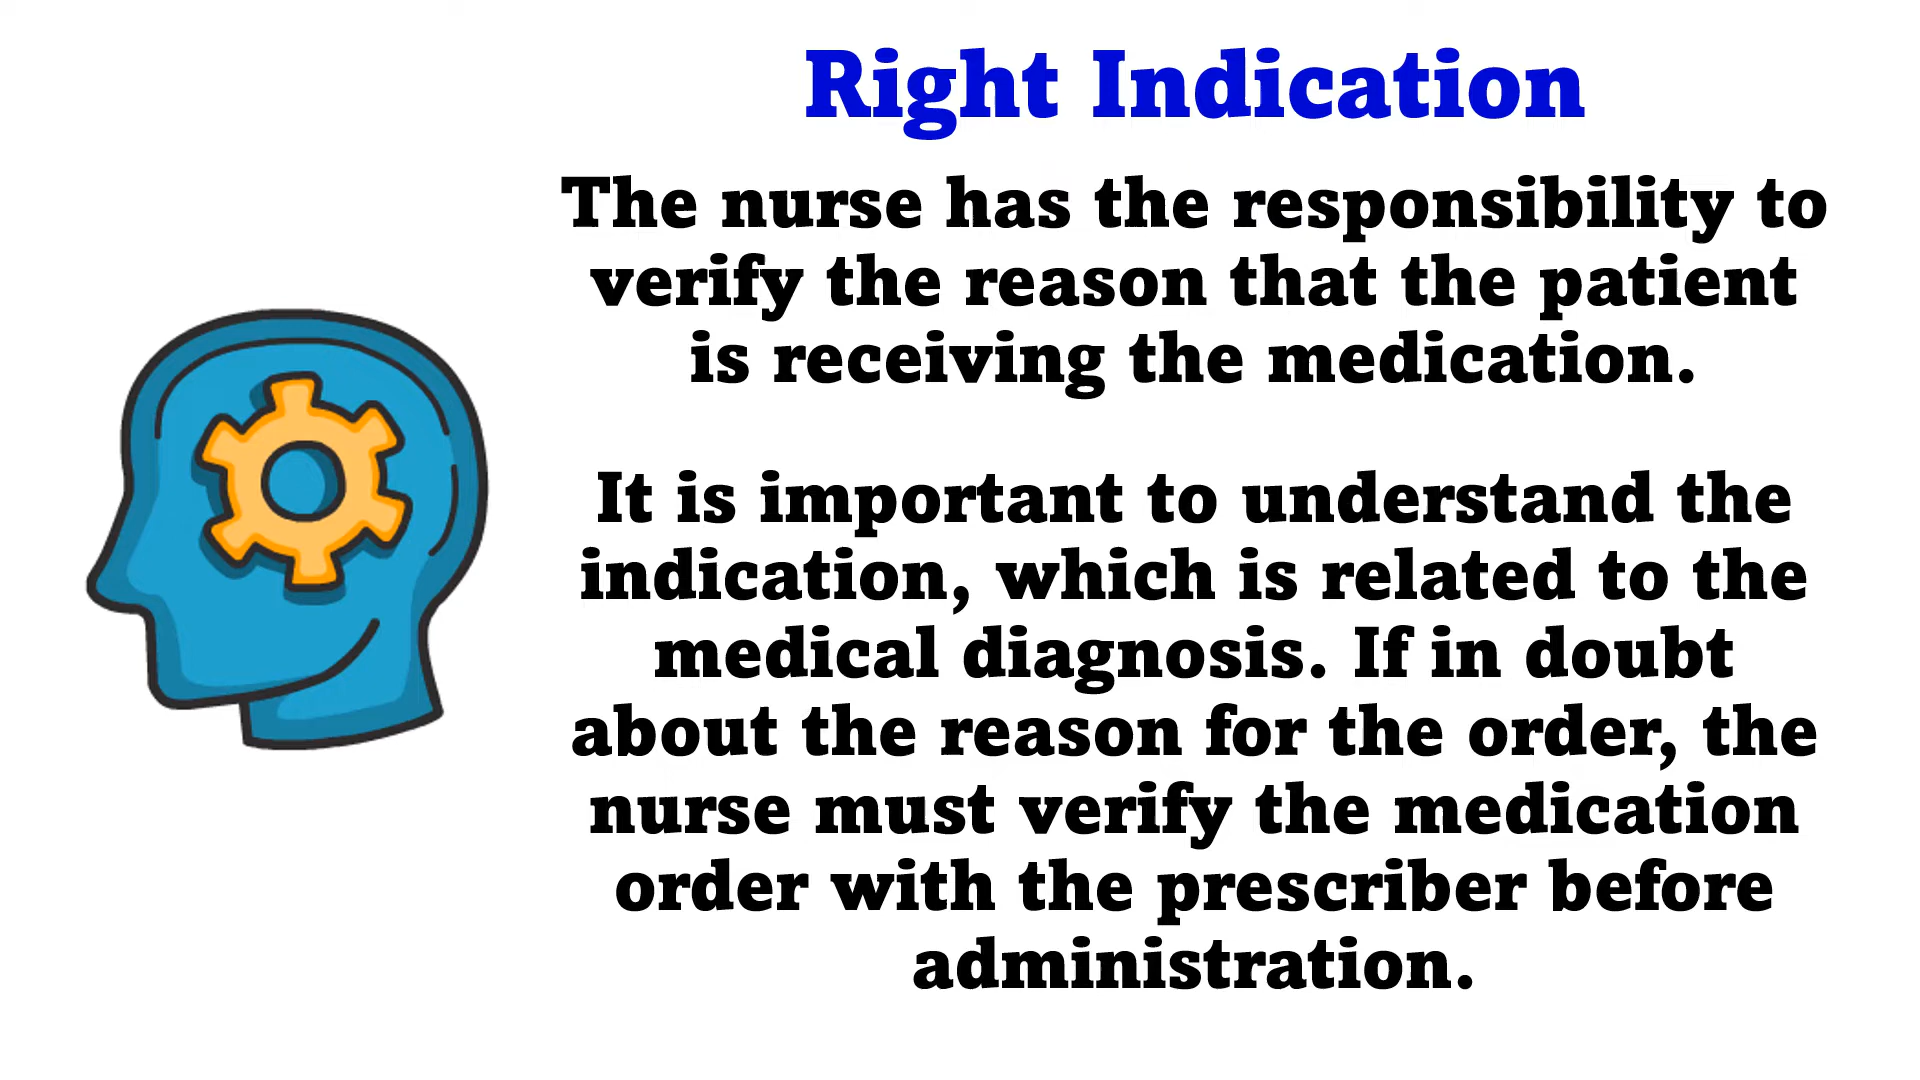 Right Indication
The nurse has the responsibility to
verify the reason that the patient
is receiving the medication.
It is important to understand the
indication, which is related to the
medical diagnosis. If in doubt
about the reason for the order, the
nurse must verify the medication
order with the prescriber before
administration.